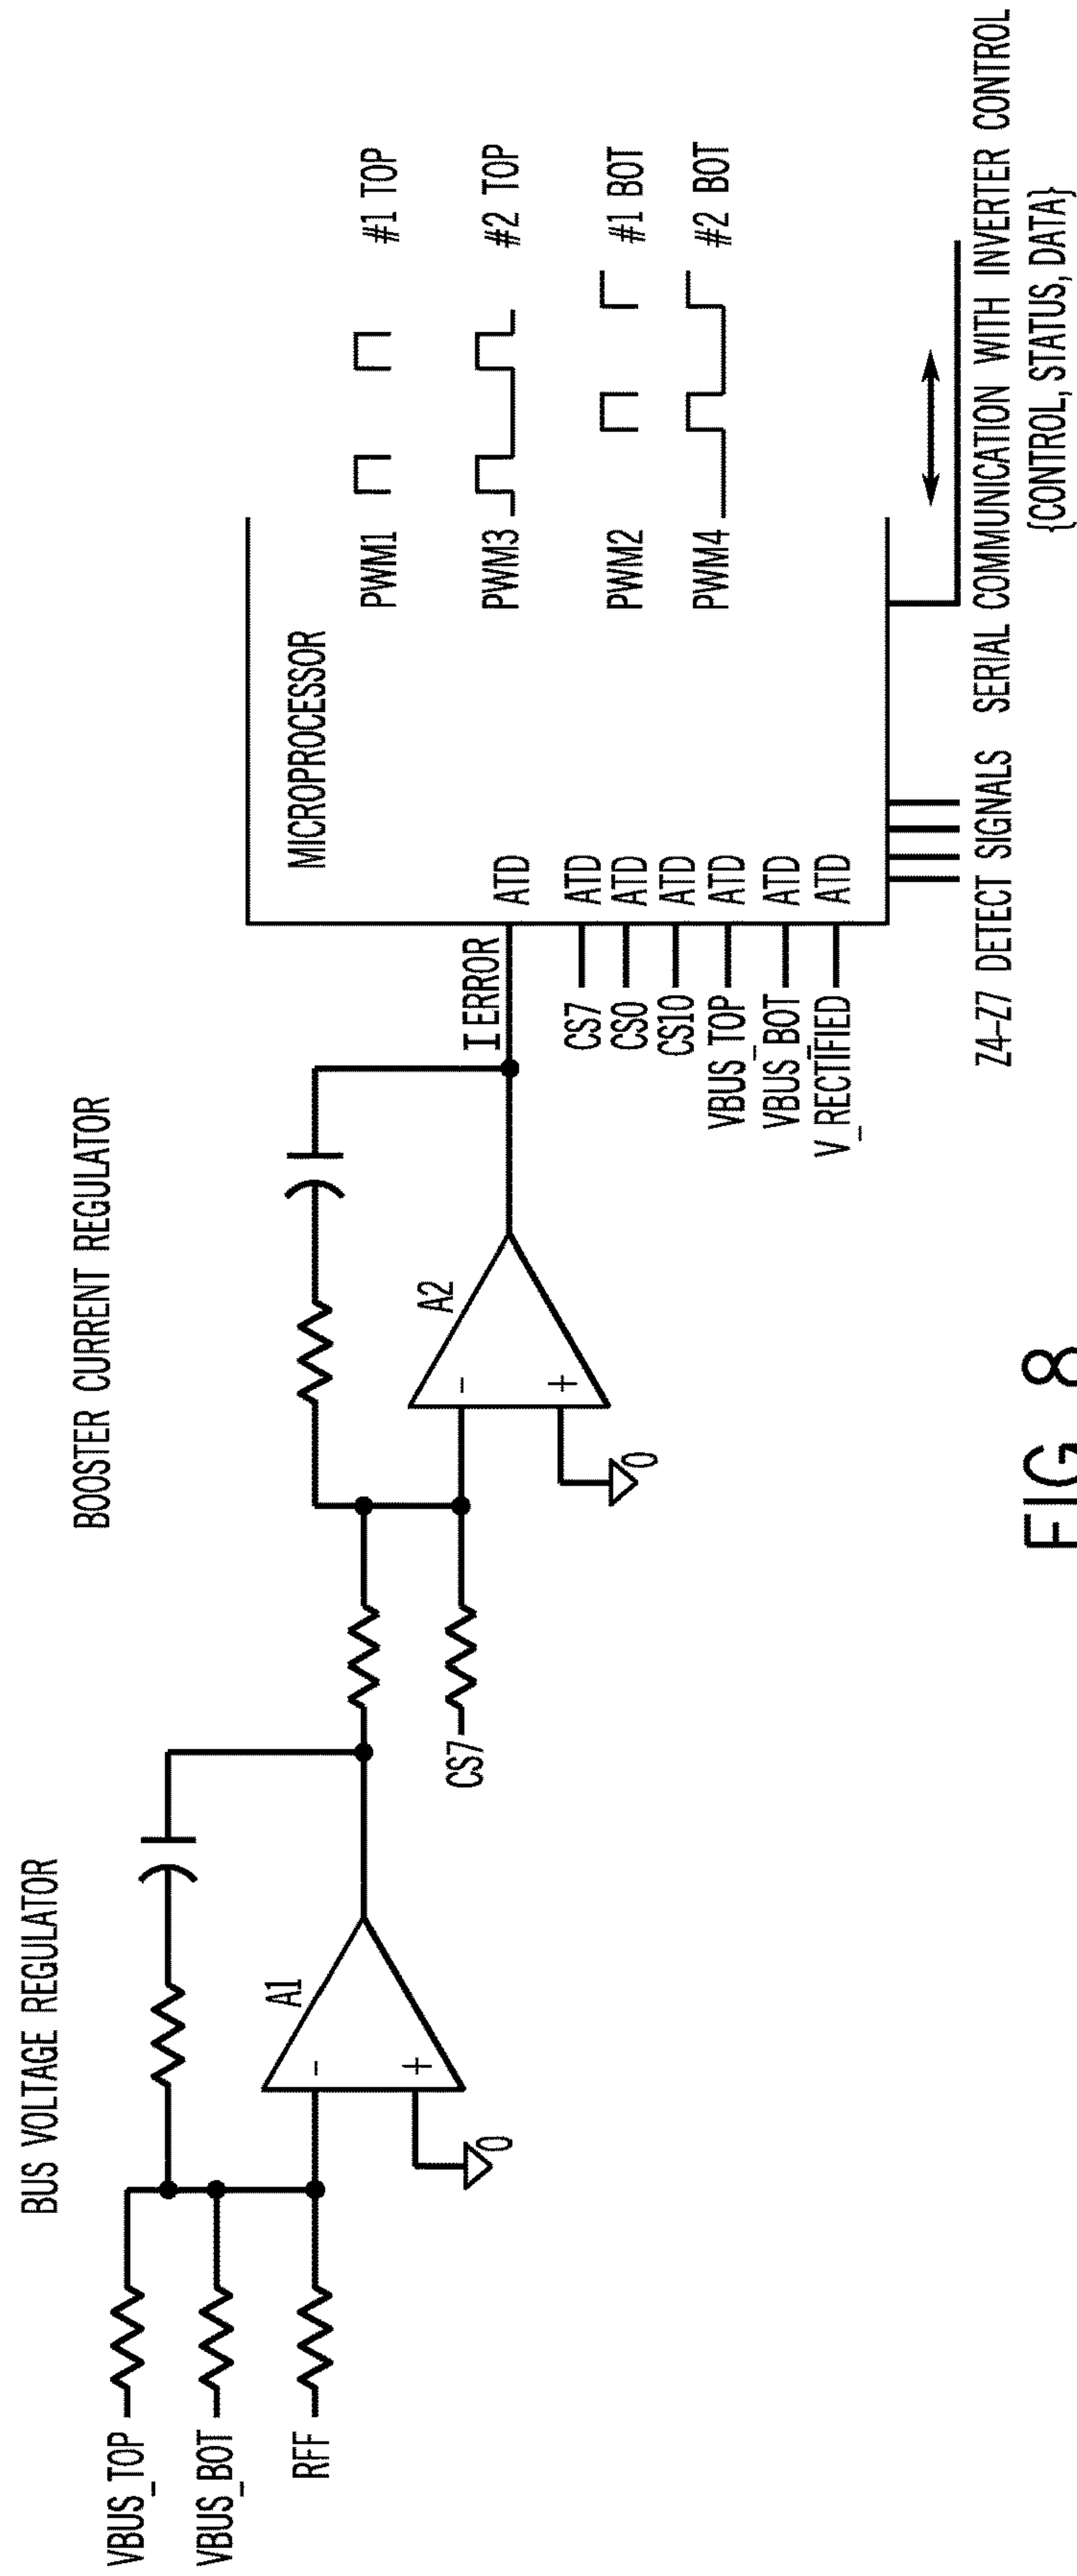 BUS VOLTAGE REGULATOR
VBUS_TOP
VBUS_BOT
RFF
A1
-
+
0
BOOSTER CURRENT REGULATOR
CS7
A2
-
+
0
I ERROR
MICROPROCESSOR
ATD
CS7 ATD
CS0 ATD
CS10 ATD
VBUS_TOP ATD
VBUS_BOT ATD
V_RECTIFIED ATD
PWM1 #1 TOP
PWM3 #2 TOP
PWM2 #1 BOT
PWM4 #2 BOT
Z4-Z7 DETECT SIGNALS
SERIAL COMMUNICATION WITH INVERTER CONTROL
{CONTROL, STATUS, DATA}
FIG 8